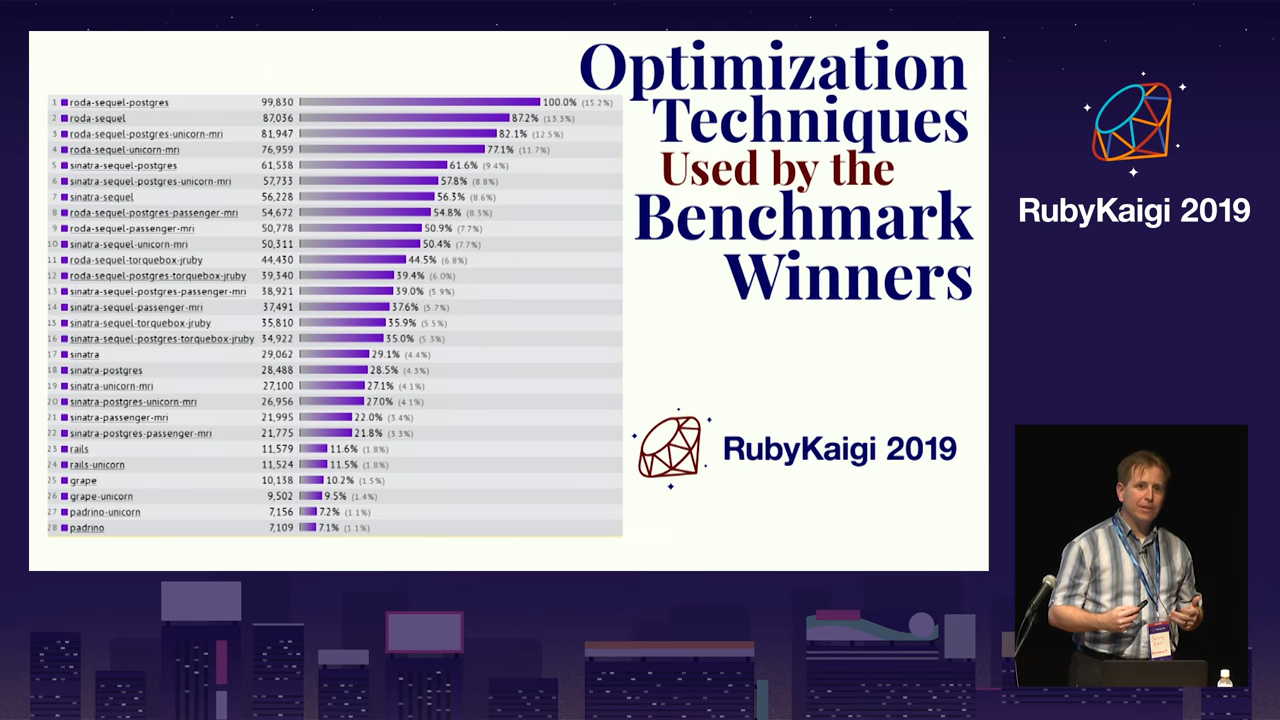 Optimization
Techniques
Used by the
Benchmark
Winners
1 roda-sequel-postgres 99,830 100.0% (15.2%)
2 roda-sequel 87,036 87.2% (13.3%)
3 roda-sequel-postgres-unicorn-mri 81,947 82.1% (12.5%)
4 roda-sequel-unicorn-mri 76,959 77.1% (11.7%)
5 sinatra-sequel-postgres 61,538 61.6% (9.4%)
6 sinatra-sequel-postgres-unicorn-mri 57,733 57.8% (8.8%)
7 sinatra-sequel 56,228 56.3% (8.6%)
8 roda-sequel-postgres-passenger-mri 54,672 54.8% (8.3%)
9 roda-sequel-passenger-mri 50,778 50.9% (7.7%)
10 sinatra-sequel-unicorn-mri 50,311 50.4% (7.7%)
11 roda-sequel-torquebox-jruby 44,430 44.5% (6.8%)
12 roda-sequel-postgres-torquebox-jruby 39,340 39.4% (6.0%)
13 sinatra-sequel-postgres-passenger-mri 38,921 39.0% (5.9%)
14 sinatra-sequel-passenger-mri 37,491 37.6% (5.7%)
15 sinatra-sequel-torquebox-jruby 35,810 35.9% (5.5%)
16 sinatra-sequel-postgres-torquebox-jruby 34,922 35.0% (5.3%)
17 sinatra 29,062 29.1% (4.4%)
18 sinatra-postgres 28,488 28.5% (4.3%)
19 sinatra-unicorn-mri 27,100 27.1% (4.1%)
20 sinatra-postgres-unicorn-mri 26,956 27.0% (4.1%)
21 sinatra-passenger-mri 21,995 22.0% (3.4%)
22 sinatra-postgres-passenger-mri 21,775 21.8% (3.3%)
23 rails 11,579 11.6% (1.8%)
24 rails-unicorn 11,524 11.5% (1.8%)
25 grape 10,138 10.2% (1.5%)
26 grape-unicorn 9,502 9.5% (1.4%)
27 padrino-unicorn 7,156 7.2% (1.1%)
28 padrino 7,109 7.1% (1.1%)
RubyKaigi 2019
RubyKaigi 2019